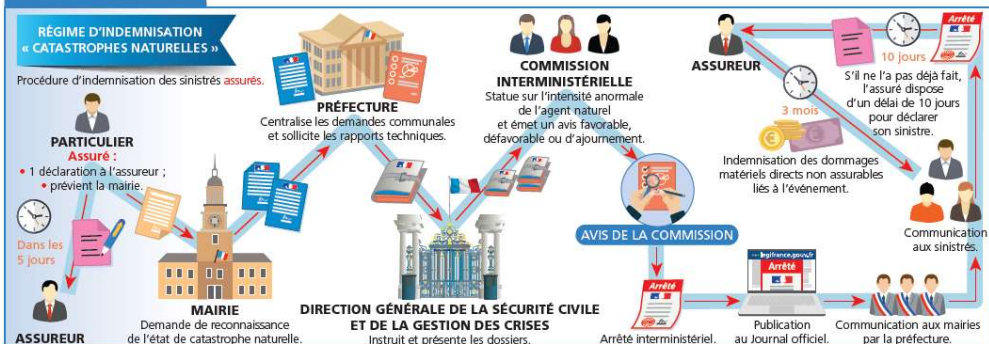 RÉGIME D'INDEMNISATION
« CATASTROPHES NATURELLES »
Procédure d'indemnisation des sinistrés assurés.
PARTICULIER
Assuré :
• 1 déclaration à l'assureur ;
• prévient la mairie.
Dans les
5 jours
ASSUREUR
MAIRIE
Demande de reconnaissance
de l'état de catastrophe naturelle.
PRÉFECTURE
Centralise les demandes communales
et sollicite les rapports techniques.
DIRECTION GÉNÉRALE DE LA SÉCURITÉ CIVILE
ET DE LA GESTION DES CRISES
Instruit et présente les dossiers.
COMMISSION
INTERMINISTÉRIELLE
Statue sur l'intensité anormale
de l'agent naturel
et émet un avis favorable,
défavorable ou d'ajournement.
AVIS DE LA COMMISSION
Arrêté
Arrêté interministériel.
legifrance.gouv.fr
Arrêté
Publication
au Journal officiel.
Communication aux mairies
par la préfecture.
Communication
aux sinistrés.
Arrêté
10 jours
S'il ne l'a pas déjà fait,
l'assuré dispose
d'un délai de 10 jours
pour déclarer
son sinistre.
ASSUREUR
3 mois
Indemnisation des dommages
matériels directs non assurables
liés à l'événement.